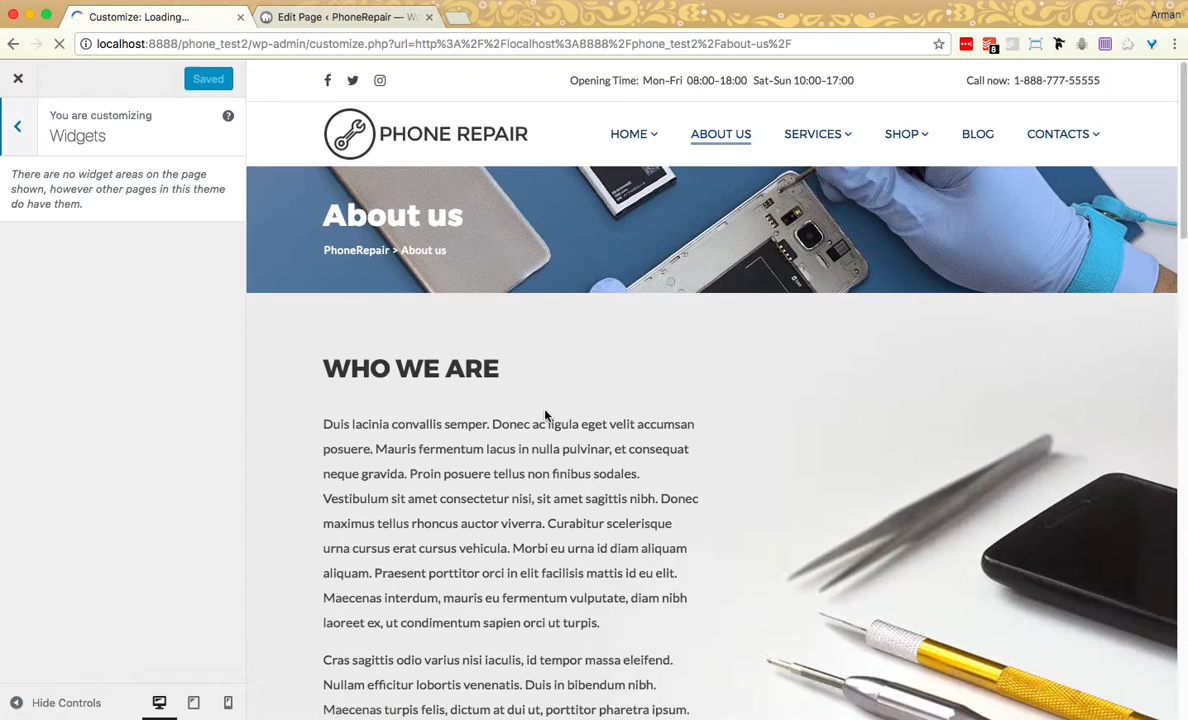 Customize: Loading...
Edit Page ‹ PhoneRepair —
Arman
localhost:8888/phone_test2/wp-admin/customize.php?url=http%3A%2F%2Flocalhost%3A8888%2Fphone_test2%2Fabout-us%2F
8
Saved
Opening Time: Mon-Fri 08:00-18:00 Sat-Sun 10:00-17:00
Call now: 1-888-777-55555
You are customizing
Widgets
PHONE REPAIR
HOME
ABOUT US
SERVICES
SHOP
BLOG
CONTACTS
There are no widget areas on the page
shown, however other pages in this theme
do have them.
About us
PhoneRepair > About us
WHO WE ARE
Duis lacinia convallis semper. Donec ac ligula eget velit accumsan
posuere. Mauris fermentum lacus in nulla pulvinar, et consequat
neque gravida. Proin posuere tellus non finibus sodales.
Vestibulum sit amet consectetur nisi, sit amet sagittis nibh. Donec
maximus tellus rhoncus auctor viverra. Curabitur scelerisque
urna cursus erat cursus vehicula. Morbi eu urna id diam aliquam
aliquam. Praesent porttitor orci in elit facilisis mattis id eu elit.
Maecenas interdum, mauris eu fermentum vulputate, diam nibh
laoreet ex, ut condimentum sapien orci ut turpis.
Cras sagittis odio varius nisi iaculis, id tempor massa eleifend.
Nullam efficitur lobortis venenatis. Duis in bibendum nibh.
Maecenas turpis felis, dictum at dui ut, porttitor pharetra ipsum.
Hide Controls